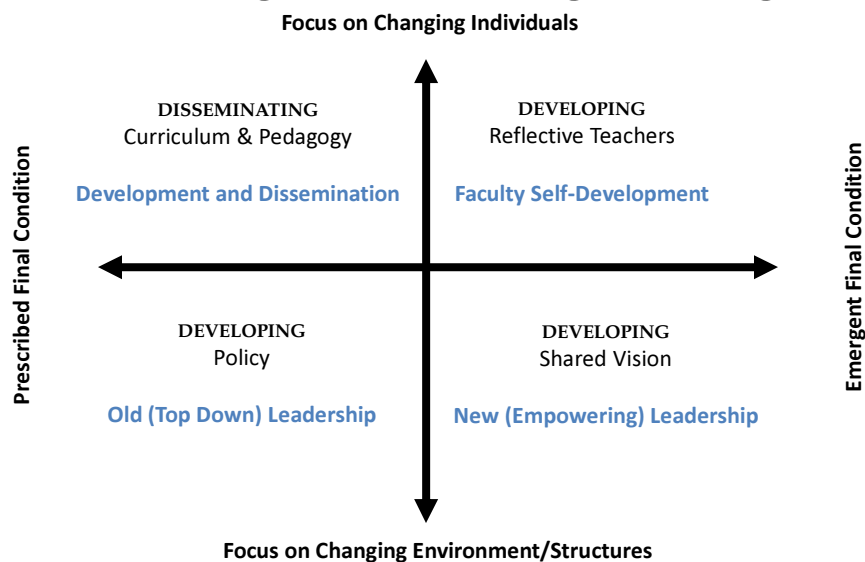 Focus on Changing Individuals
DISSEMINATING
Curriculum & Pedagogy
Development and Dissemination
DEVELOPING
Reflective Teachers
Faculty Self-Development
Prescribed Final Condition
Emergent Final Condition
DEVELOPING
Policy
Old (Top Down) Leadership
DEVELOPING
Shared Vision
New (Empowering) Leadership
Focus on Changing Environment/Structures